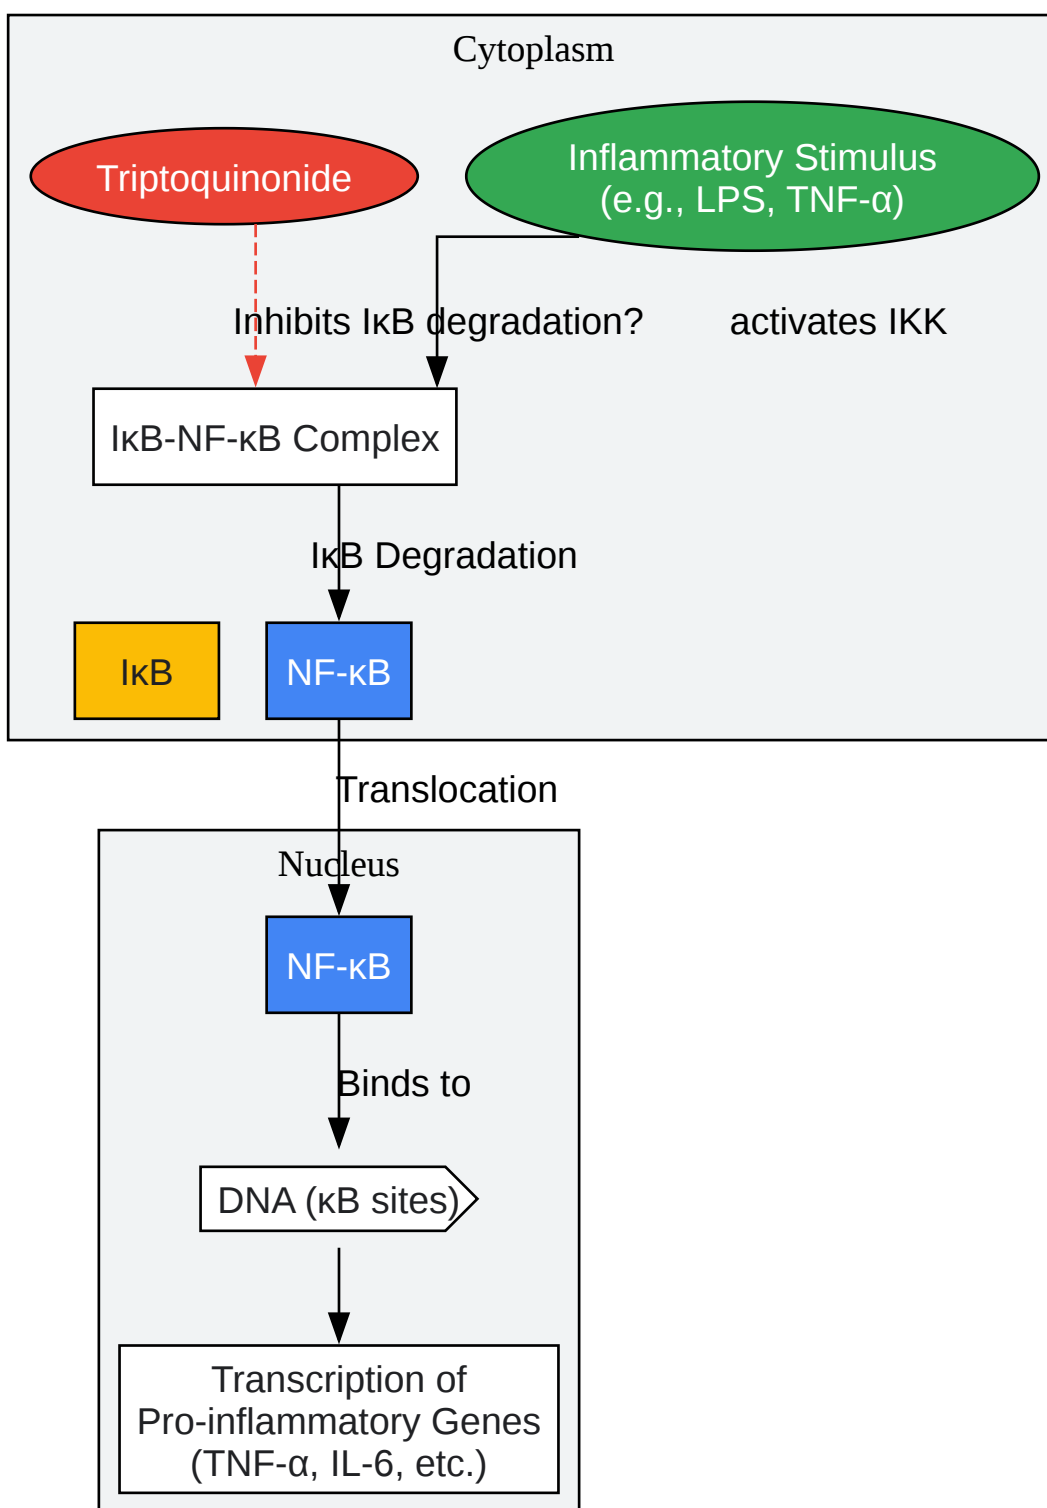 Cytoplasm
Triptoquinonide
Inflammatory Stimulus
(e.g., LPS, TNF-α)
Inhibits IκB degradation?
activates IKK
IκB-NF-κB Complex
IκB Degradation
IκB
NF-κB
Translocation
Nucleus
NF-κB
Binds to
DNA (κB sites)
Transcription of
Pro-inflammatory Genes
(TNF-α, IL-6, etc.)